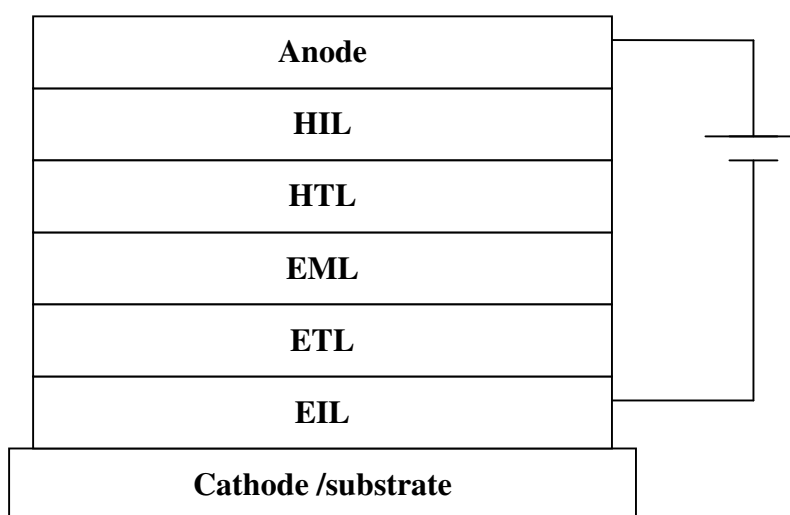 Anode
HIL
HTL
EML
ETL
EIL
Cathode /substrate